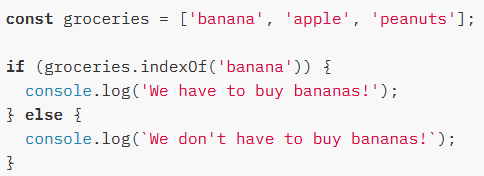 const groceries = ['banana', 'apple', 'peanuts'];
if (groceries.indexOf('banana')) {
  console.log('We have to buy bananas!');
} else {
  console.log(`We don't have to buy bananas!`);
}